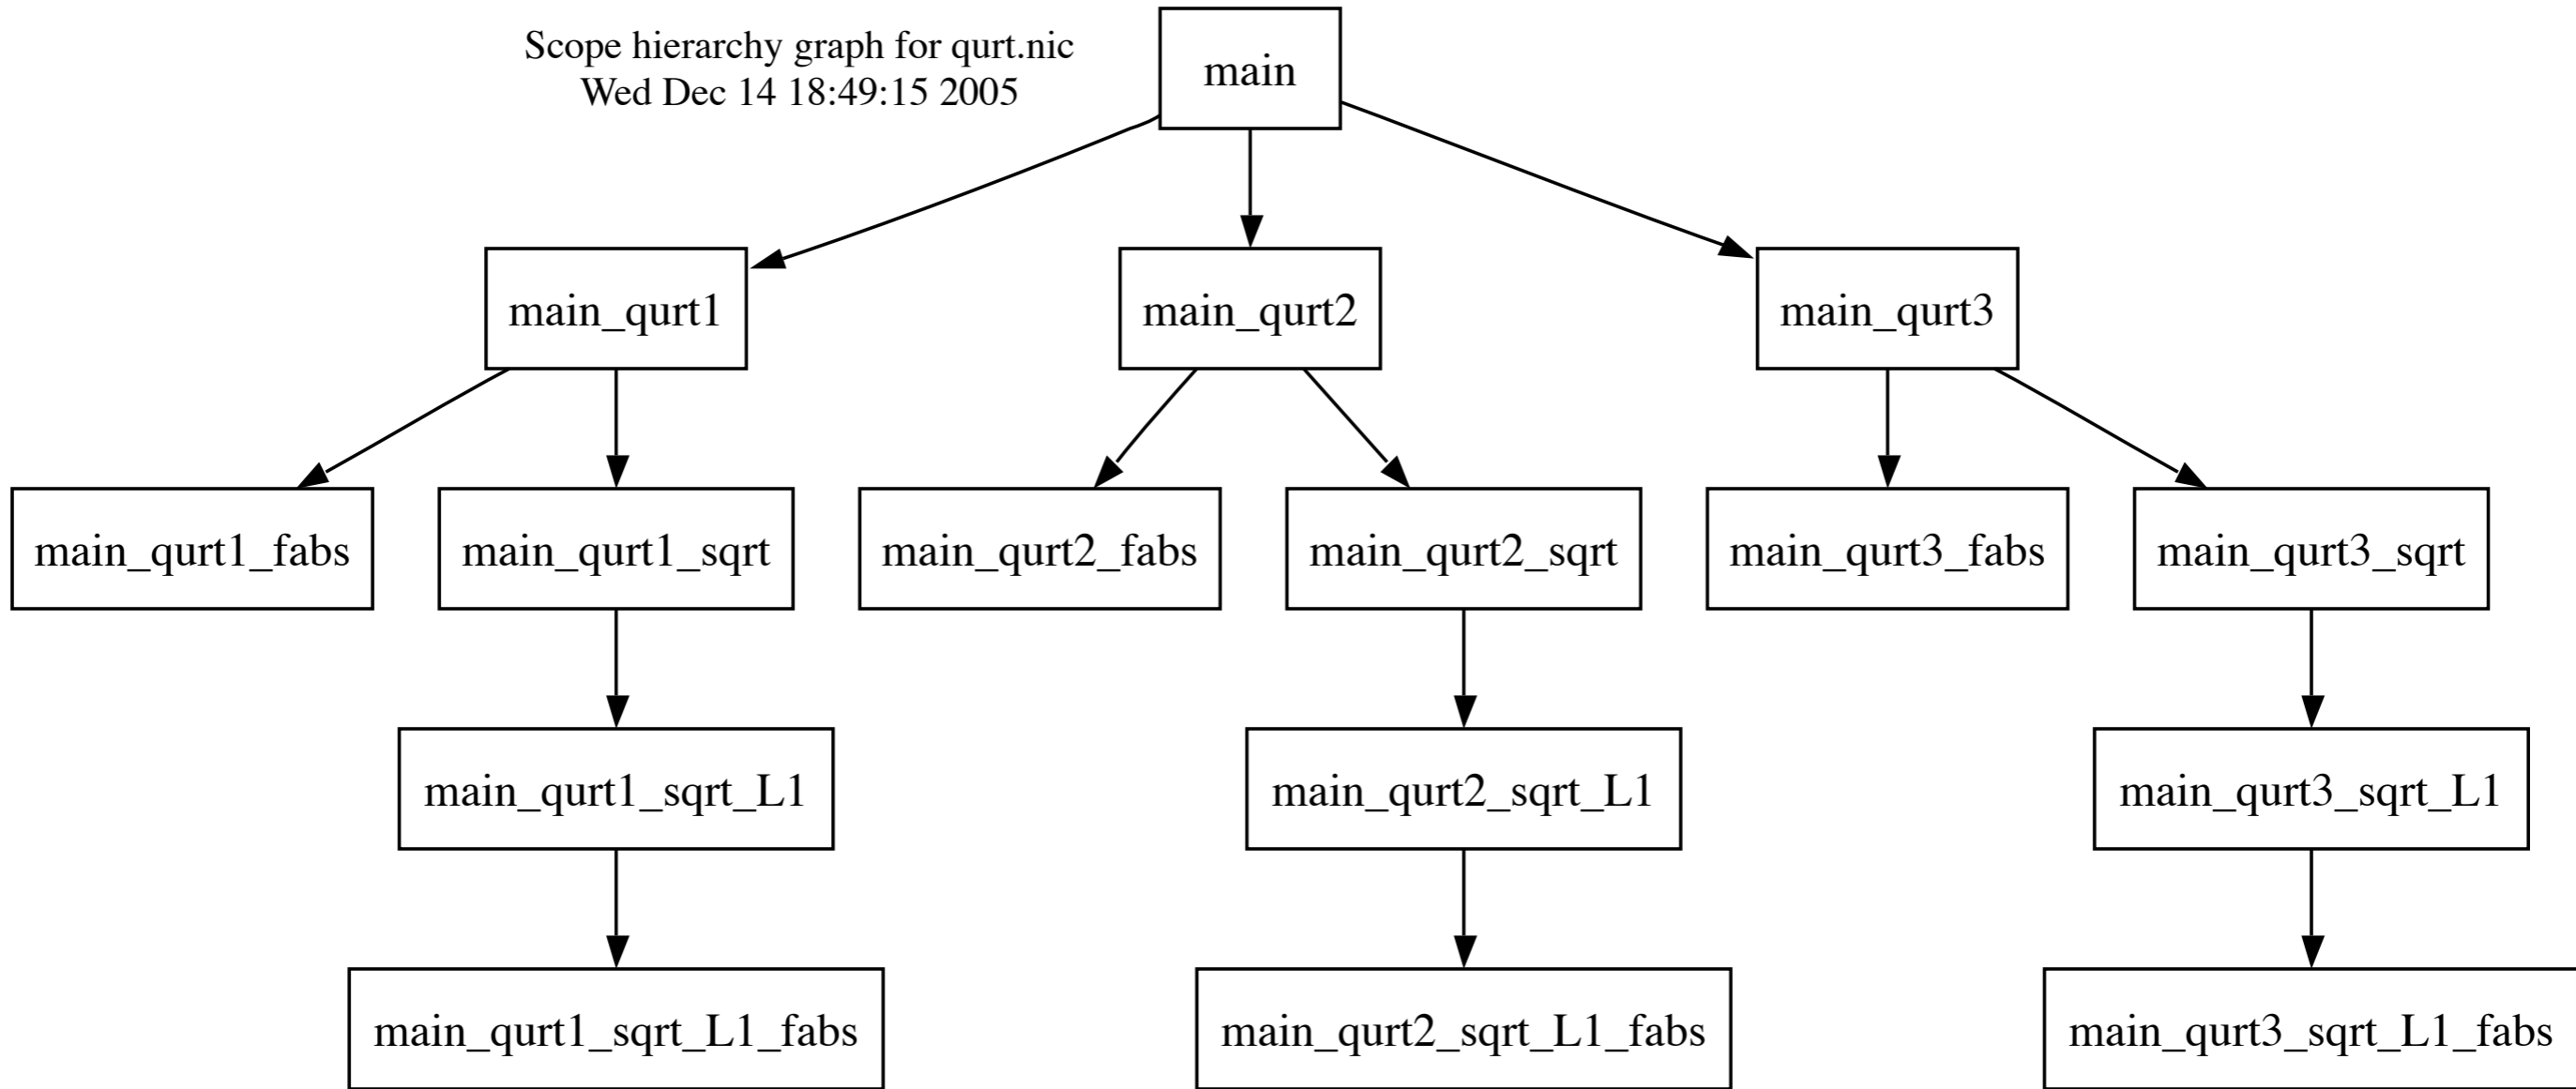 Scope hierarchy graph for qurt.nic
Wed Dec 14 18:49:15 2005
main
main_qurt1
main_qurt2
main_qurt3
main_qurt1_fabs
main_qurt1_sqrt
main_qurt2_fabs
main_qurt2_sqrt
main_qurt3_fabs
main_qurt3_sqrt
main_qurt1_sqrt_L1
main_qurt2_sqrt_L1
main_qurt3_sqrt_L1
main_qurt1_sqrt_L1_fabs
main_qurt2_sqrt_L1_fabs
main_qurt3_sqrt_L1_fabs